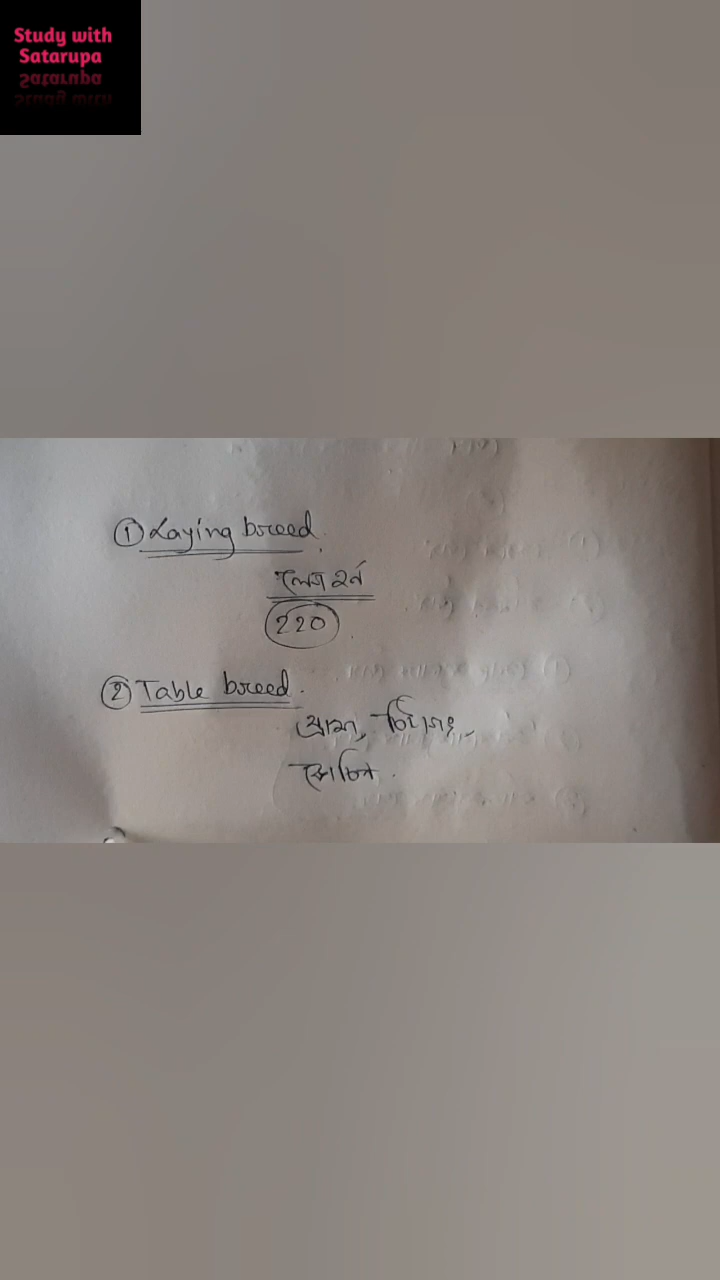 Study with
Satarupa
① Laying breed.
লেগ হর্ন
220
② Table breed.
ব্রামা, চিটাগং,
কোচিন.